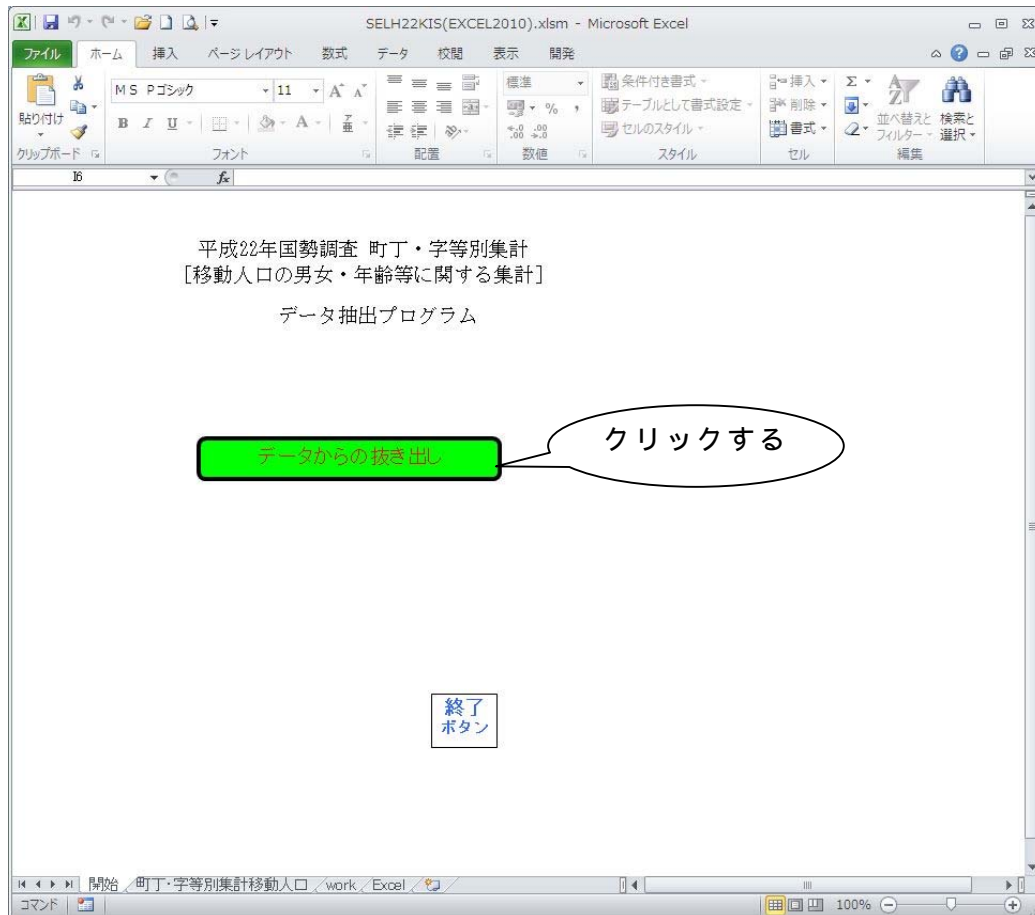 SELH22KIS(EXCEL2010).xlsm - Microsoft Excel
ファイル ホーム 挿入 ページ レイアウト 数式 データ 校閲 表示 開発
貼り付け
クリップボード
ＭＳ Ｐゴシック 11
B I U
フォント
配置
標準
%
数値
条件付き書式
テーブルとして書式設定
セルのスタイル
スタイル
挿入
削除
書式
セル
Σ
並べ替えと
フィルター
検索と
選択
編集
I6 fx
平成22年国勢調査 町丁・字等別集計
[移動人口の男女・年齢等に関する集計]
データ抽出プログラム
データからの抜き出し
クリックする
終了
ボタン
開始 町丁・字等別集計移動人口 work Excel
コマンド 100%